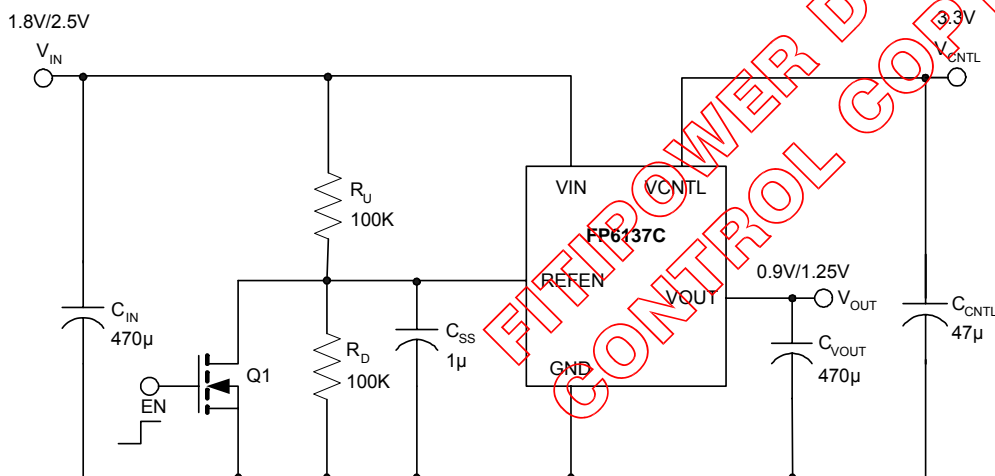 1.8V/2.5V
VIN
3.3V
VCNTL
VIN
VCNTL
FP6137C
REFEN
VOUT
GND
RU
100K
RD
100K
CSS
1µ
CIN
470µ
Q1
EN
0.9V/1.25V
VOUT
CVOUT
470µ
CCNTL
47µ
FITIPOWER
CONTROL